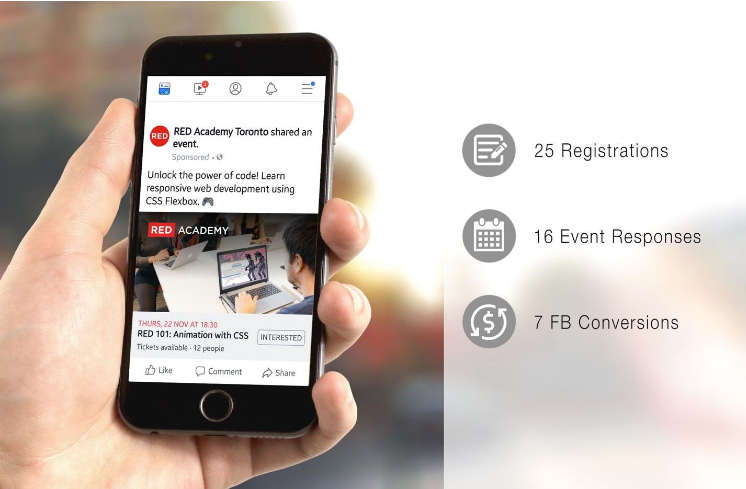 2
RED
RED Academy Toronto shared an
event.
Sponsored •
Unlock the power of code! Learn
responsive web development using
CSS Flexbox. 🎮
RED ACADEMY
THURS, 22 NOV AT 18:30
RED 101: Animation with CSS
INTERESTED
Tickets available · 12 people
Like Comment Share
25 Registrations
16 Event Responses
7 FB Conversions